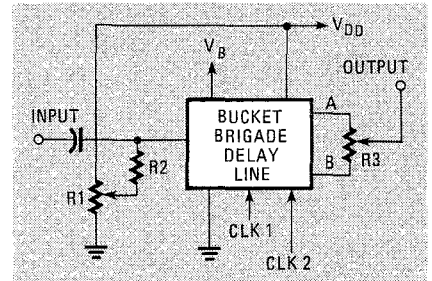 V_B
V_DD
OUTPUT
INPUT
R2
R1
BUCKET
BRIGADE
DELAY
LINE
A
B
R3
CLK 1
CLK 2